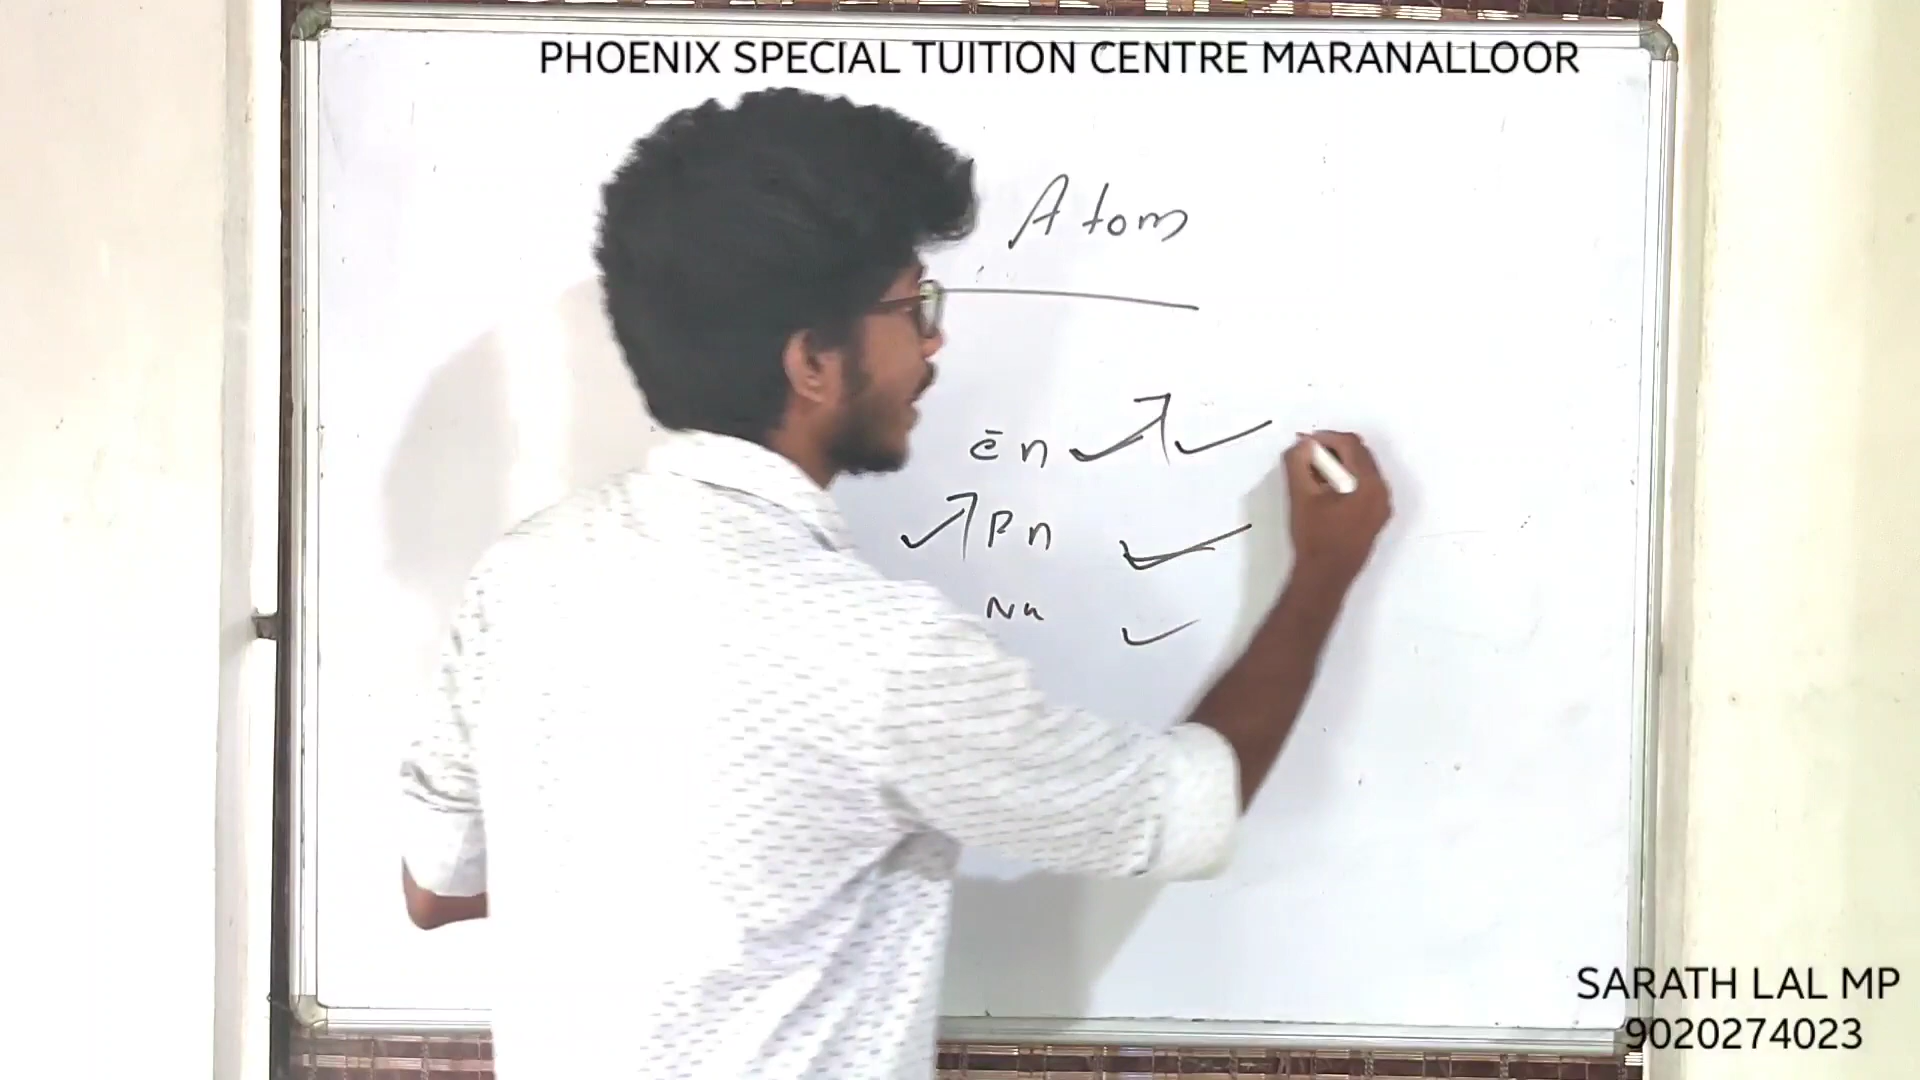 PHOENIX SPECIAL TUITION CENTRE MARANALLOOR
Atom
ēn
Pn
Nu
SARATH LAL MP
9020274023